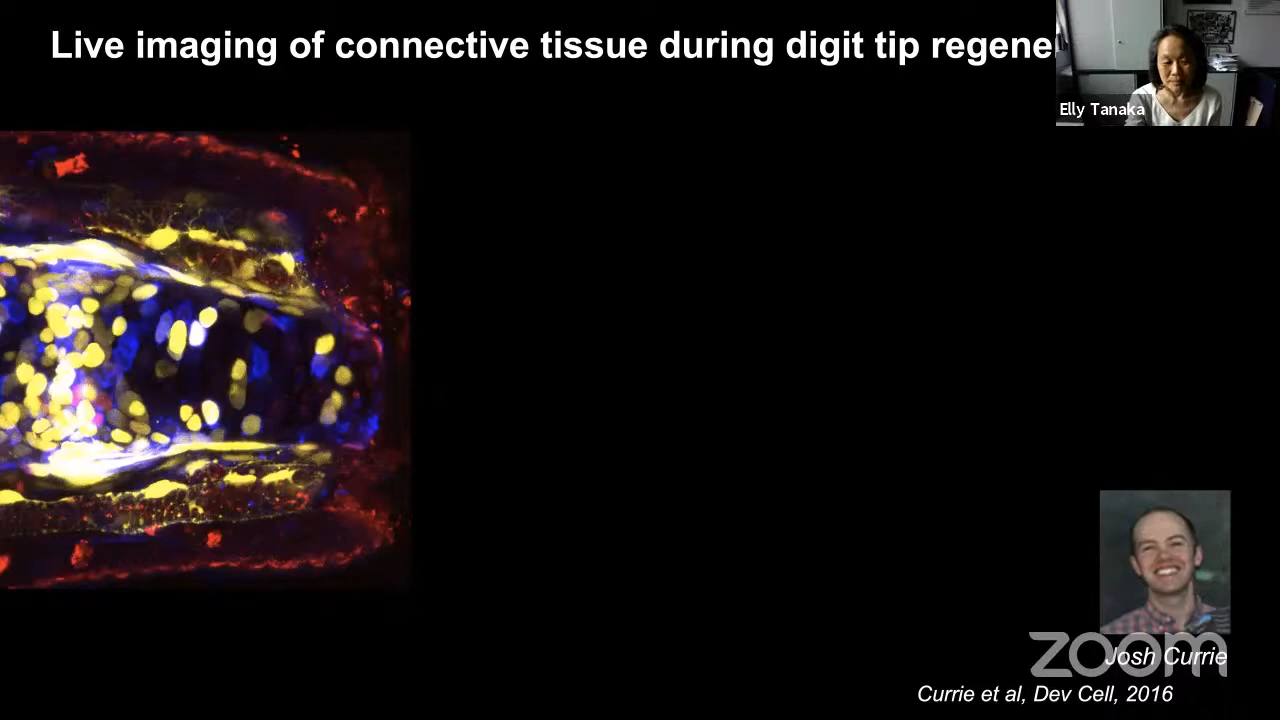 Live imaging of connective tissue during digit tip regene
Elly Tanaka
zoom
Josh Currie
Currie et al, Dev Cell, 2016